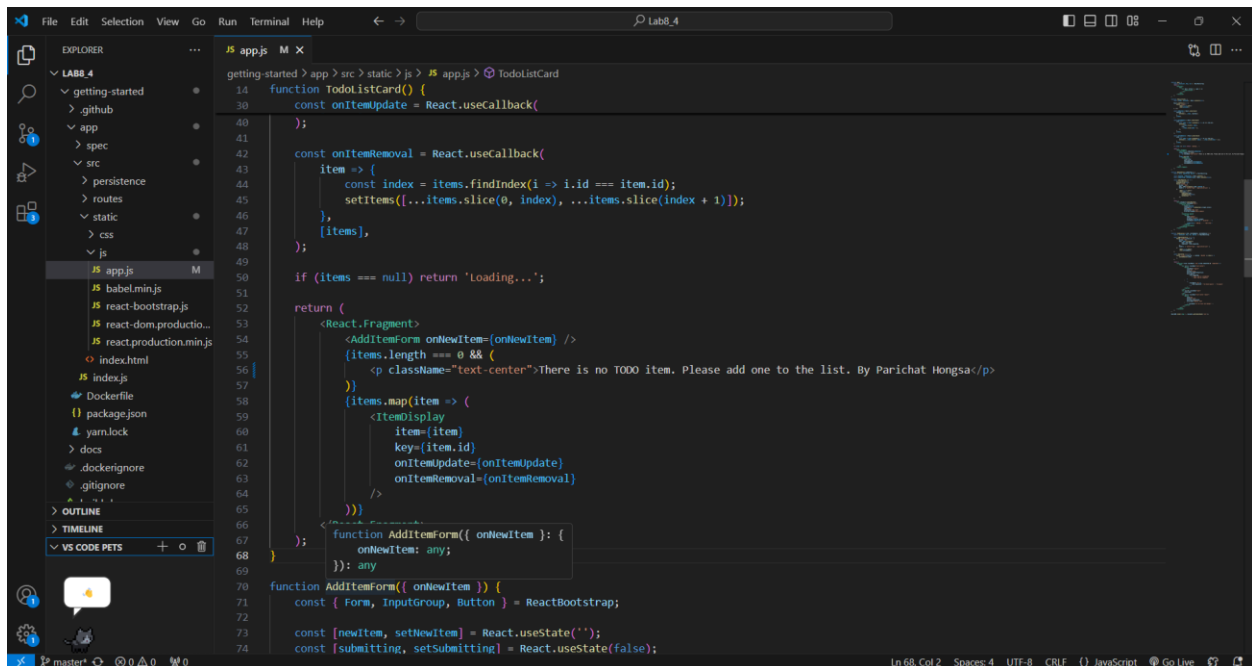 File Edit Selection View Go Run Terminal Help
Lab8_4
EXPLORER
LAB8_4
getting-started
.github
app
spec
src
persistence
routes
static
css
js
JS app.js M
JS babel.min.js
JS react-bootstrap.js
JS react-dom.productio...
JS react.production.min.js
index.html
JS index.js
Dockerfile
{} package.json
yarn.lock
docs
.dockerignore
.gitignore
OUTLINE
TIMELINE
VS CODE PETS
JS app.js M
getting-started > app > src > static > js > JS app.js > TodoListCard
14 function TodoListCard() {
30 const onItemUpdate = React.useCallback(
40 );
41
42 const onItemRemoval = React.useCallback(
43 item => {
44 const index = items.findIndex(i => i.id === item.id);
45 setItems([...items.slice(0, index), ...items.slice(index + 1)]);
46 },
47 [items],
48 );
49
50 if (items === null) return 'Loading...';
51
52 return (
53 <React.Fragment>
54 <AddItemForm onNewItem={onNewItem} />
55 {items.length === 0 && (
56 <p className="text-center">There is no TODO item. Please add one to the list. By Parichat Hongsa</p>
57 )}
58 {items.map(item => (
59 <ItemDisplay
60 item={item}
61 key={item.id}
62 onItemUpdate={onItemUpdate}
63 onItemRemoval={onItemRemoval}
64 />
65 ))}
66
67 );
68 }
69
70 function AddItemForm({ onNewItem }) {
71 const { Form, InputGroup, Button } = ReactBootstrap;
72
73 const [newItem, setNewItem] = React.useState('');
74 const [submitting, setSubmitting] = React.useState(false);
function AddItemForm({ onNewItem }: {
onNewItem: any;
}): any
master* 0 0 0
Ln 68, Col 2 Spaces: 4 UTF-8 CRLF {} JavaScript Go Live